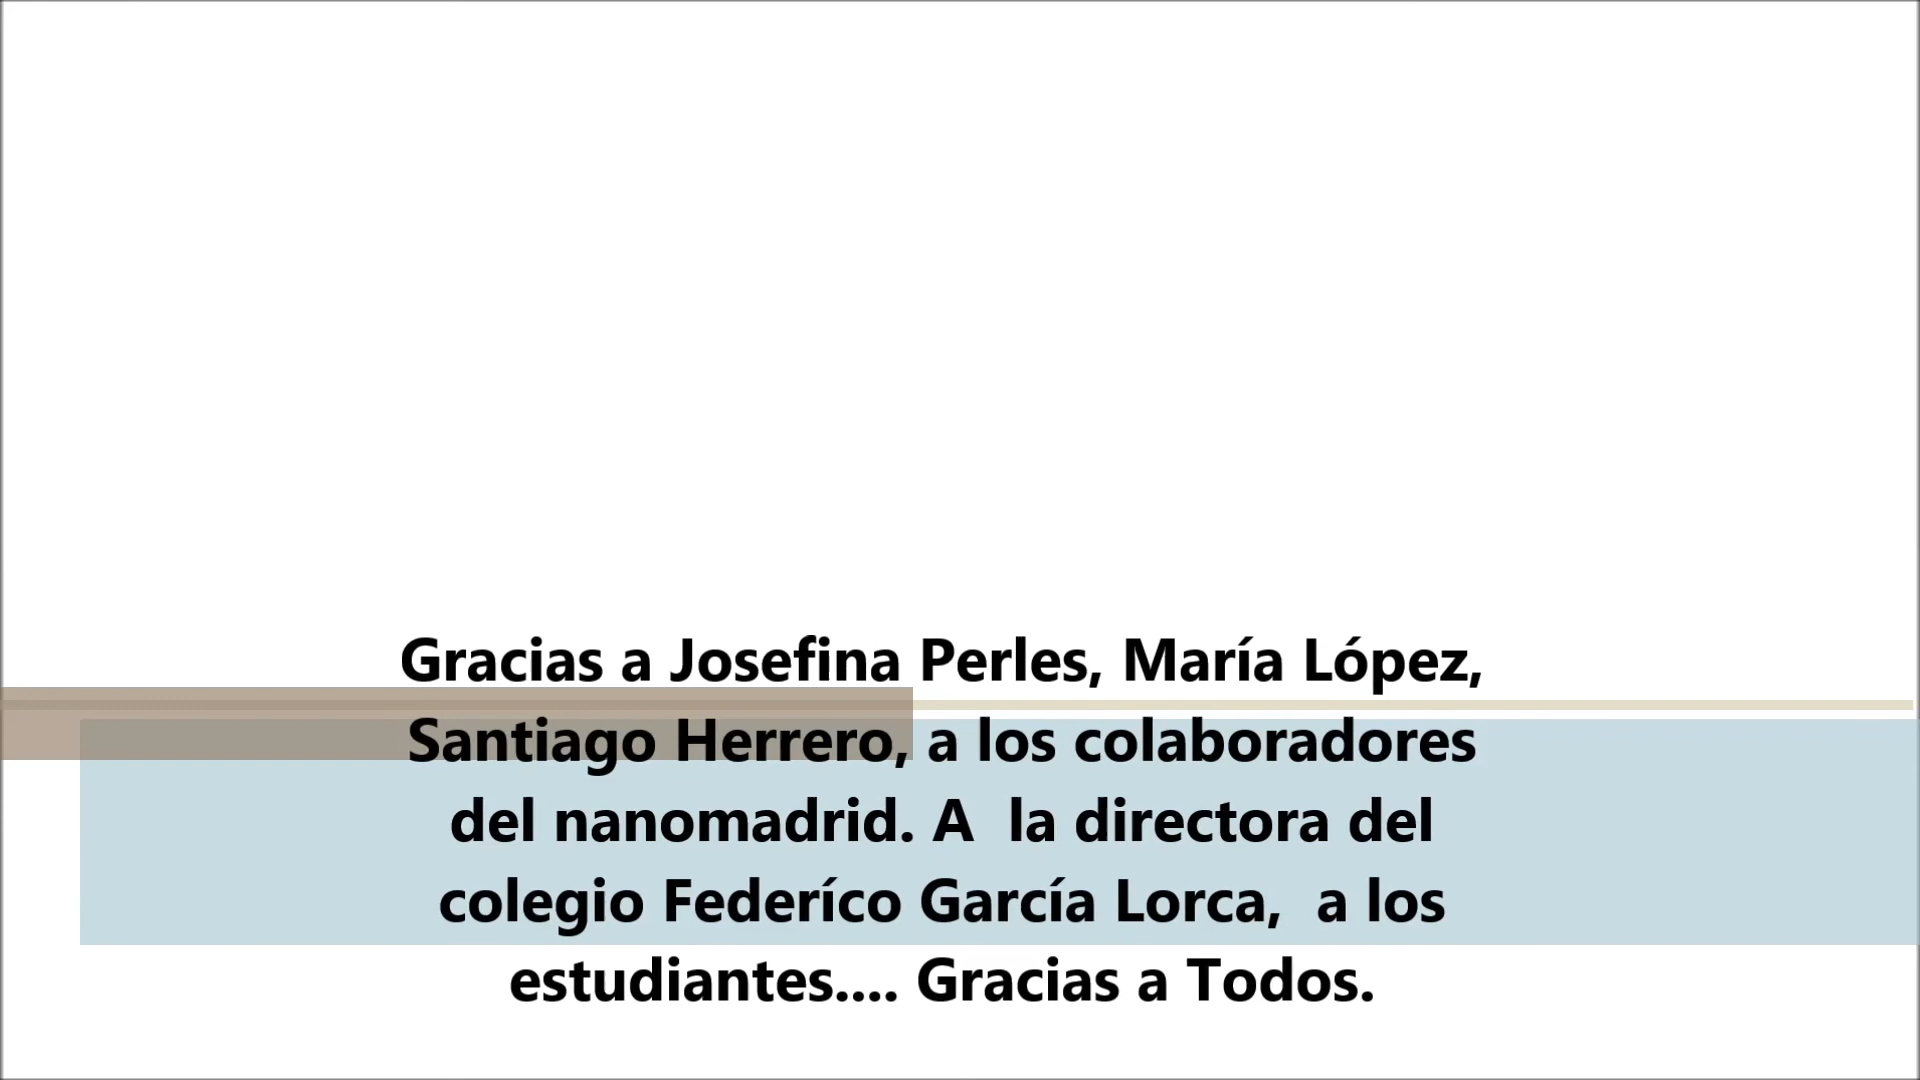 Gracias a Josefina Perles, María López,
Santiago Herrero, a los colaboradores
del nanomadrid. A  la directora del
colegio Federíco García Lorca,  a los
estudiantes.... Gracias a Todos.